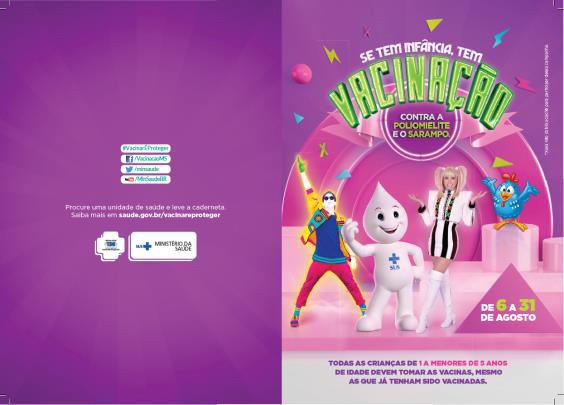 #VacinarÉProteger
/VacinacaoMS
/minsaude
/MinSaudeBR
Procure uma unidade de saúde e leve a caderneta.
Saiba mais em saude.gov.br/vacinareproteger
SUS
MINISTÉRIO DA
SAÚDE
SE TEM INFÂNCIA, TEM
VACINAÇÃO
CONTRA A
POLIOMIELITE
E O SARAMPO.
SUS
DE 6 A 31
DE AGOSTO
TODAS AS CRIANÇAS DE 1 A MENORES DE 5 ANOS
DE IDADE DEVEM TOMAR AS VACINAS, MESMO
AS QUE JÁ TENHAM SIDO VACINADAS.